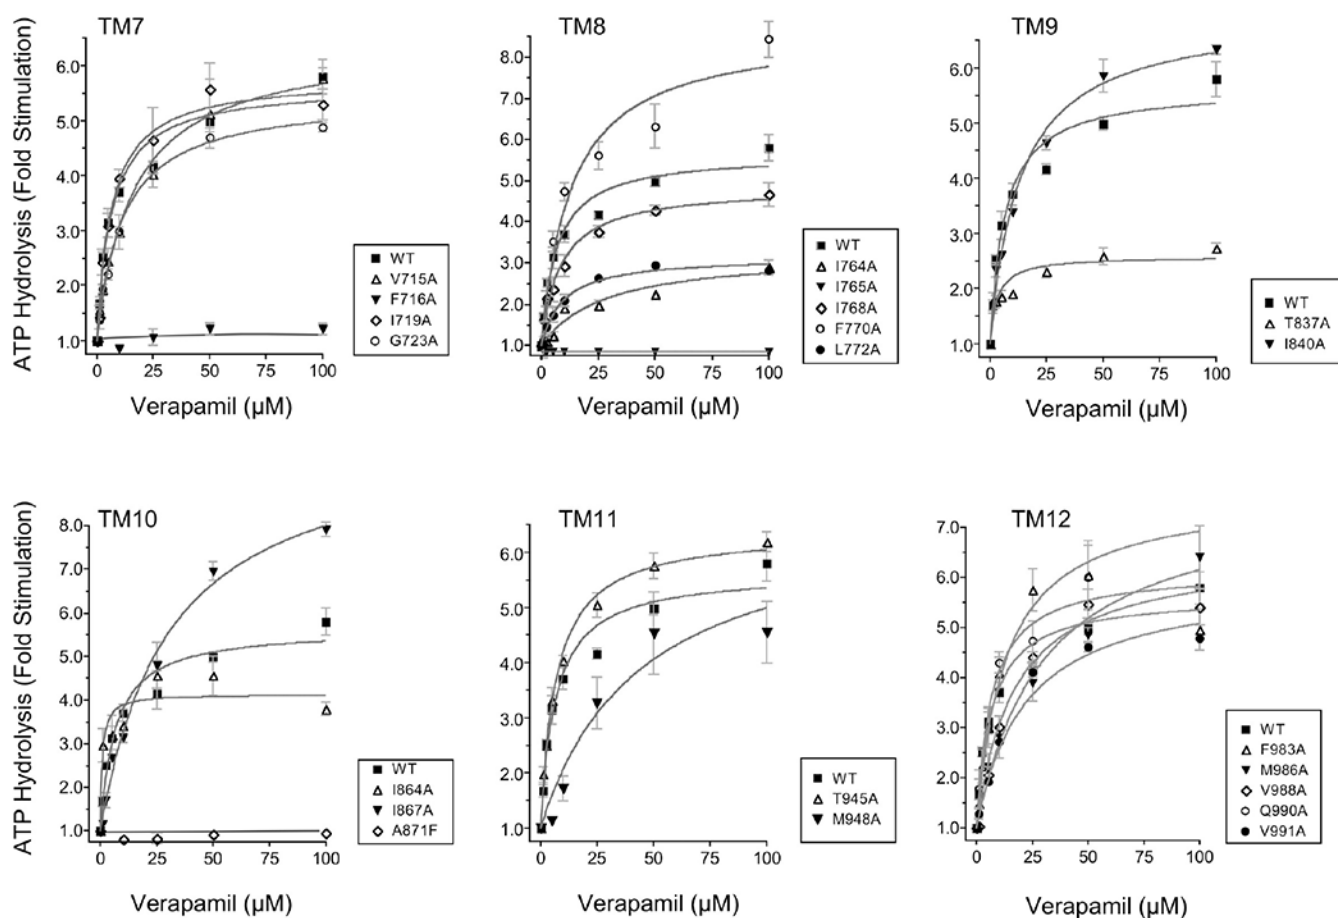 TM7
ATP Hydrolysis (Fold Stimulation)
6.0
5.0
4.0
3.0
2.0
1.0
0 25 50 75 100
Verapamil (µM)
WT
V715A
F716A
I719A
G723A
TM8
8.0
7.0
6.0
5.0
4.0
3.0
2.0
1.0
0 25 50 75 100
Verapamil (µM)
WT
I764A
I765A
I768A
F770A
L772A
TM9
6.0
5.0
4.0
3.0
2.0
1.0
0 25 50 75 100
Verapamil (µM)
WT
T837A
I840A
TM10
ATP Hydrolysis (Fold Stimulation)
8.0
7.0
6.0
5.0
4.0
3.0
2.0
1.0
0 25 50 75 100
Verapamil (µM)
WT
I864A
I867A
A871F
TM11
6.0
5.0
4.0
3.0
2.0
1.0
0 25 50 75 100
Verapamil (µM)
WT
T945A
M948A
TM12
7.0
6.0
5.0
4.0
3.0
2.0
1.0
0 25 50 75 100
Verapamil (µM)
WT
F983A
M986A
V988A
Q990A
V991A